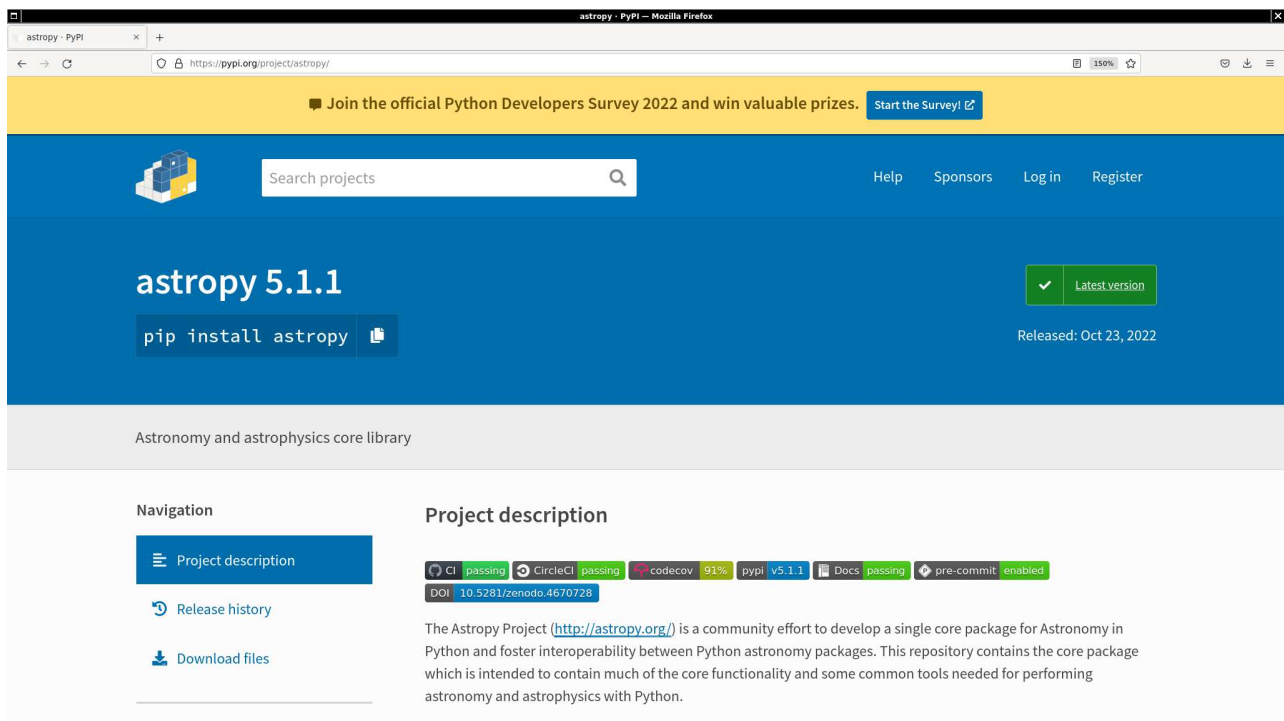 astropy · PyPI — Mozilla Firefox
astropy · PyPI
https://pypi.org/project/astropy/
150%
Join the official Python Developers Survey 2022 and win valuable prizes. Start the Survey!
Search projects
Help Sponsors Log in Register
astropy 5.1.1
Latest version
pip install astropy
Released: Oct 23, 2022
Astronomy and astrophysics core library
Navigation
Project description
Release history
Download files
Project description
CI passing CircleCI passing codecov 91% pypi v5.1.1 Docs passing pre-commit enabled
DOI 10.5281/zenodo.4670728
The Astropy Project (http://astropy.org/) is a community effort to develop a single core package for Astronomy in
Python and foster interoperability between Python astronomy packages. This repository contains the core package
which is intended to contain much of the core functionality and some common tools needed for performing
astronomy and astrophysics with Python.